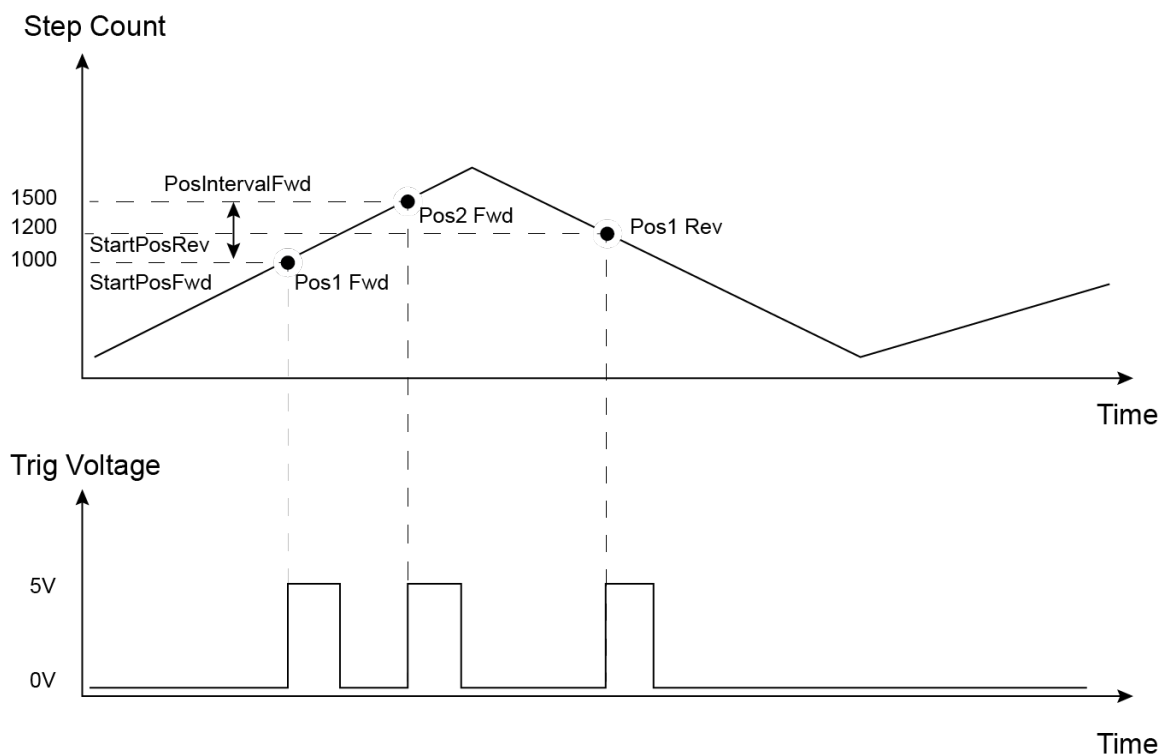 Step Count
PosIntervalFwd
1500
Pos2 Fwd
1200
Pos1 Rev
StartPosRev
1000
StartPosFwd
Pos1 Fwd
Time
Trig Voltage
5V
0V
Time